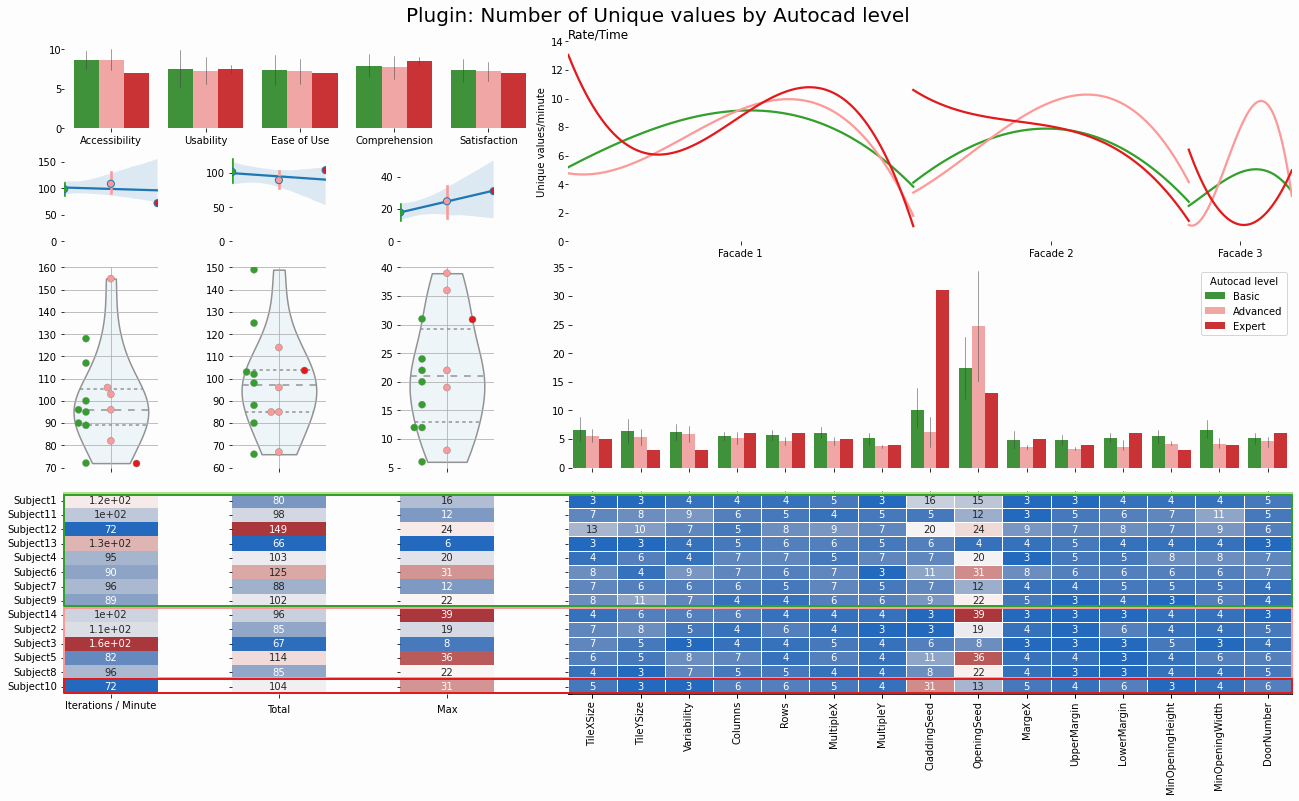 Plugin: Number of Unique values by Autocad level
Rate/Time
10
5
0
Accessibility Usability Ease of Use Comprehension Satisfaction
14
12
10
8
6
4
2
0
Unique values/minute
Facade 1 Facade 2 Facade 3
150
100
50
0
100
50
0
40
20
0
160
150
140
130
120
110
100
90
80
70
150
140
130
120
110
100
90
80
70
60
40
35
30
25
20
15
10
5
35
30
25
20
15
10
5
0
Autocad level
Basic
Advanced
Expert
Subject1 1.2e+02 80 16 3 3 4 4 4 5 3 16 15 3 3 4 4 4 5
Subject11 1e+02 98 12 7 8 9 6 5 4 5 5 12 3 5 6 7 11 5
Subject12 72 149 24 13 10 7 5 8 9 7 20 24 9 7 8 7 9 6
Subject13 1.3e+02 66 6 3 3 4 5 6 6 5 6 4 4 5 4 4 4 3
Subject4 95 103 20 4 6 4 7 7 5 7 7 20 3 5 5 8 8 7
Subject6 90 125 31 8 4 9 7 6 7 3 11 31 8 6 6 6 6 7
Subject7 96 88 12 7 6 6 6 5 7 5 7 12 4 4 5 5 5 4
Subject9 89 102 22 8 11 7 4 4 6 6 9 22 5 3 4 3 6 4
Subject14 1e+02 96 39 4 6 6 6 4 4 4 3 39 3 3 4 4 4 3
Subject2 1.1e+02 85 19 7 8 5 4 6 4 3 3 19 4 3 6 4 4 5
Subject3 1.6e+02 67 8 7 5 3 4 4 5 4 6 8 3 3 3 5 3 4
Subject5 82 114 36 6 5 8 7 4 6 4 11 36 4 4 3 4 6 6
Subject8 96 85 22 4 3 7 5 5 4 4 8 22 4 3 3 4 4 5
Subject10 72 104 31 5 3 3 6 6 5 4 31 13 5 4 6 3 4 6
Iterations / Minute Total Max
TileXSize
TileYSize
Variability
Columns
Rows
MultipleX
MultipleY
CladdingSeed
OpeningSeed
MargeX
UpperMargin
LowerMargin
MinOpeningHeight
MinOpeningWidth
DoorNumber